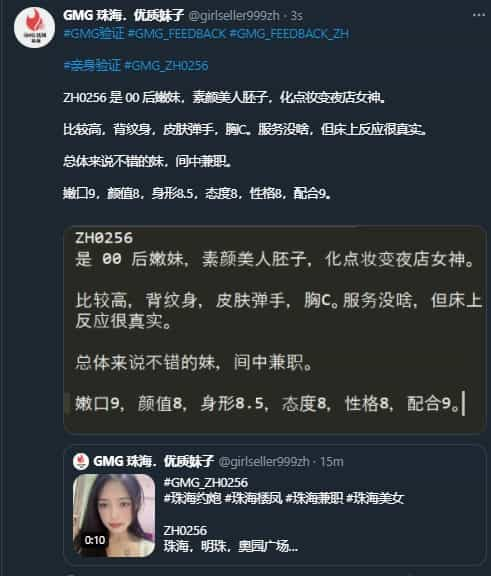 GMG 珠海．优质妹子 @girlseller999zh · 3s
#GMG验证 #GMG_FEEDBACK #GMG_FEEDBACK_ZH
#亲身验证 #GMG_ZH0256
ZH0256 是 00 后嫩妹，素颜美人胚子，化点妆变夜店女神。
比较高，背纹身，皮肤弹手，胸C。服务没啥，但床上反应很真实。
总体来说不错的妹，间中兼职。
嫩口9，颜值8，身形8.5，态度8，性格8，配合9。
ZH0256
是 00 后嫩妹，素颜美人胚子，化点妆变夜店女神。
比较高，背纹身，皮肤弹手，胸C。服务没啥，但床上
反应很真实。
总体来说不错的妹，间中兼职。
嫩口9，颜值8，身形8.5，态度8，性格8，配合9。
GMG 珠海．优质妹子 @girlseller999zh · 15m
#GMG_ZH0256
#珠海约炮 #珠海楼凤 #珠海兼职 #珠海美女
ZH0256
珠海，明珠，奥园广场...
0:10